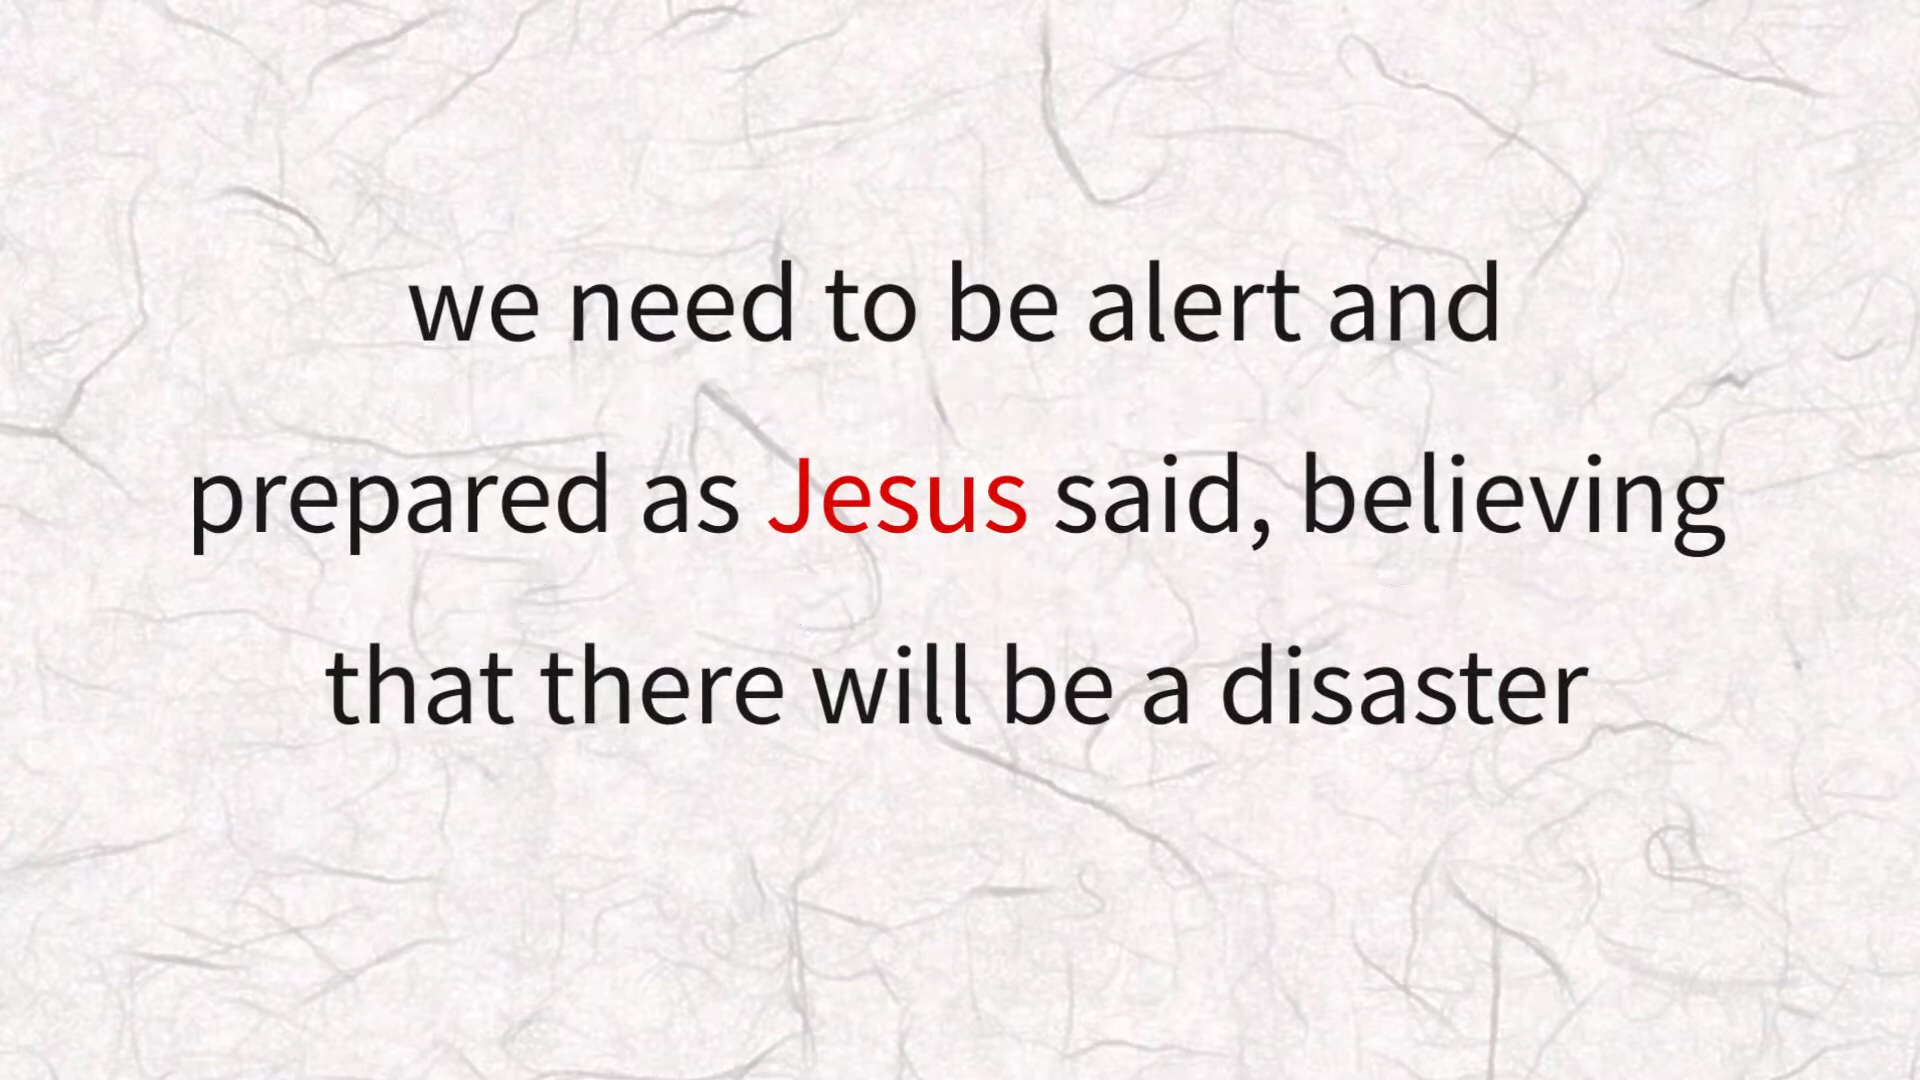 we need to be alert and
prepared as Jesus said, believing
that there will be a disaster